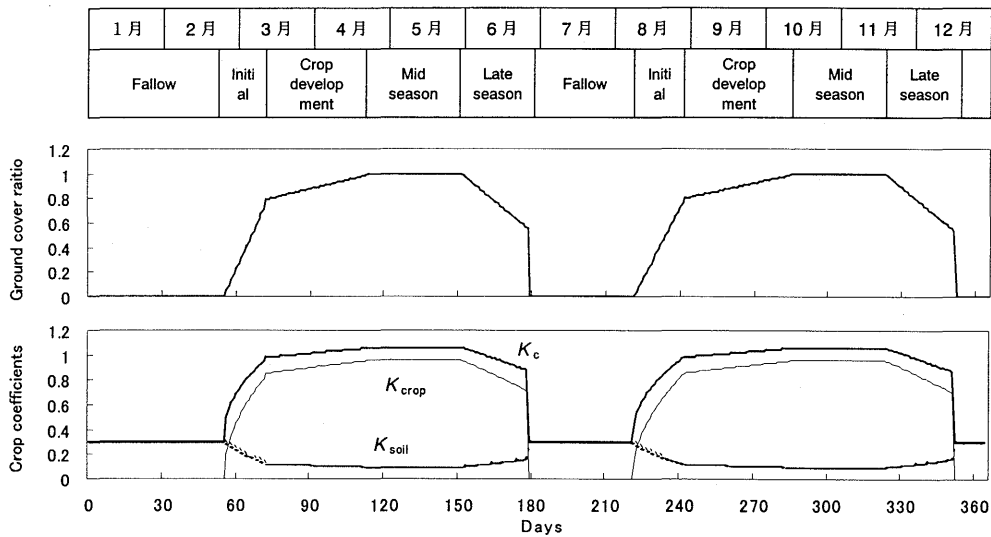 1月 2月 3月 4月 5月 6月 7月 8月 9月 10月 11月 12月
Fallow
Initi
al
Crop
develop
ment
Mid
season
Late
season
Fallow
Initi
al
Crop
develop
ment
Mid
season
Late
season
Ground cover raitio
1.2
1
0.8
0.6
0.4
0.2
0
Crop coefficients
1.2
1
0.8
0.6
0.4
0.2
0
Kc
Kcrop
Ksoil
0 30 60 90 120 150 180 210 240 270 300 330 360
Days